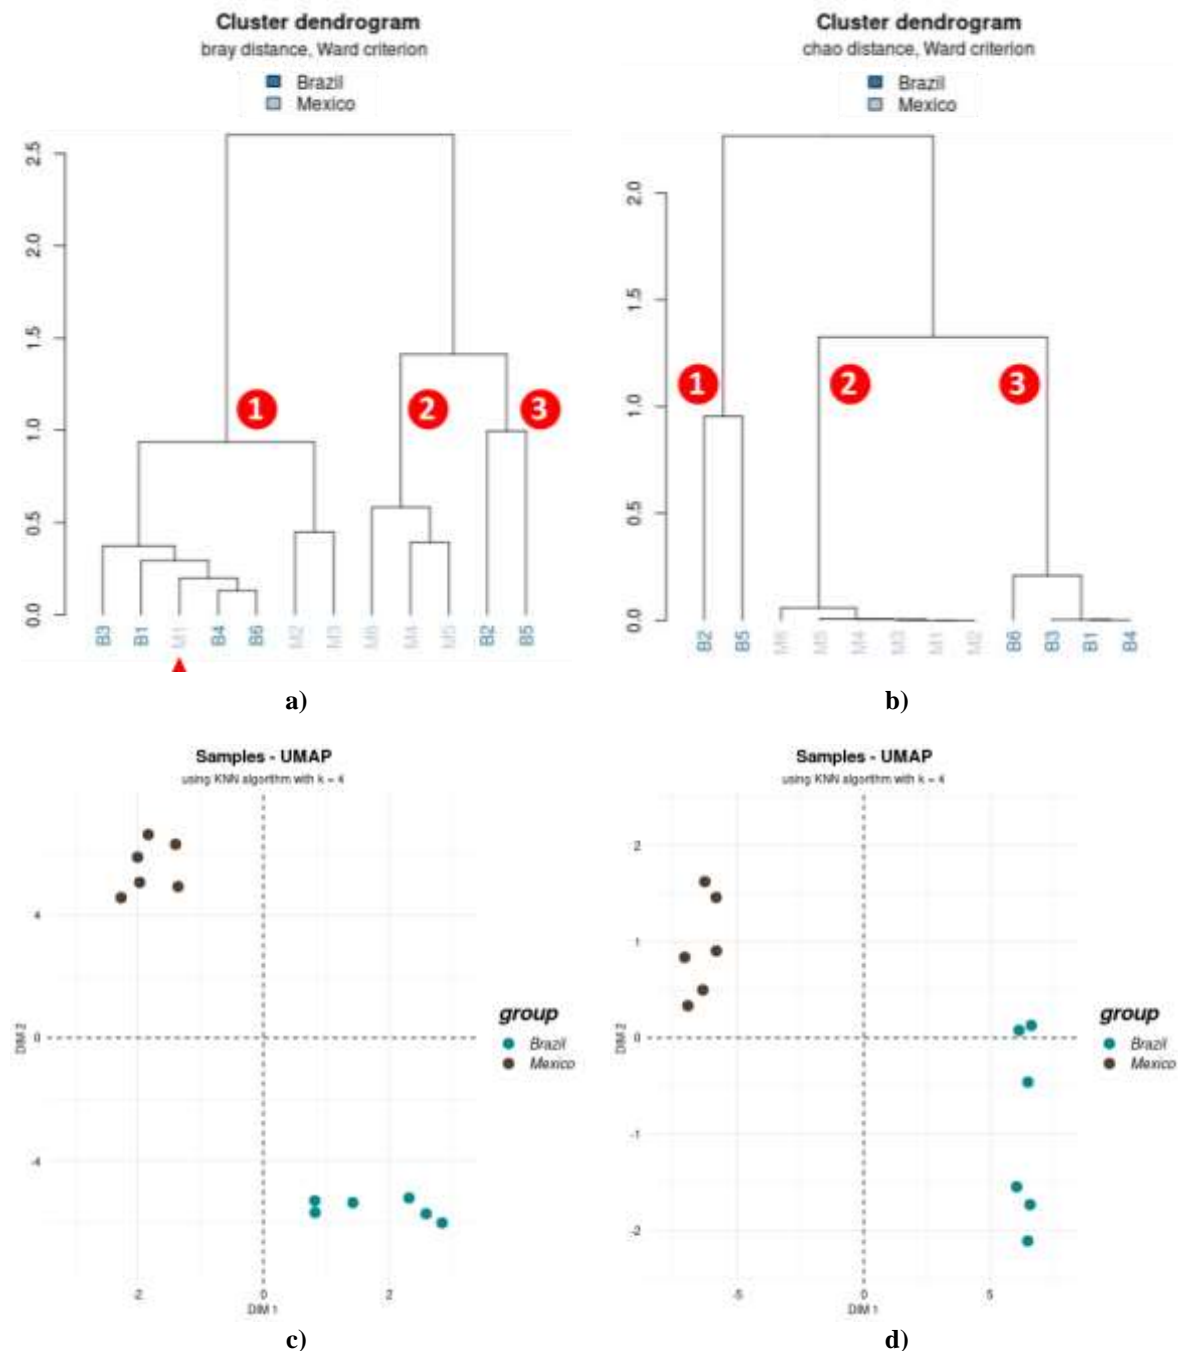 Cluster dendrogram
bray distance, Ward criterion
Brazil
Mexico
2.5
2.0
1.5
1.0
0.5
0.0
1
2
3
B3 B1 M1 B4 B6 M2 M3 M6 M4 M5 B2 B5
a)
Cluster dendrogram
chao distance, Ward criterion
Brazil
Mexico
2.0
1.5
1.0
0.5
0.0
1
2
3
B2 B5 M6 M5 M4 M3 M1 M2 B6 B3 B1 B4
b)
Samples - UMAP
using KNN algorithm with k = 4
4
0
-4
DIM 2
-2 0 2
DIM 1
group
Brazil
Mexico
c)
Samples - UMAP
using KNN algorithm with k = 4
2
1
0
-1
-2
DIM 2
-5 0 5
DIM 1
group
Brazil
Mexico
d)